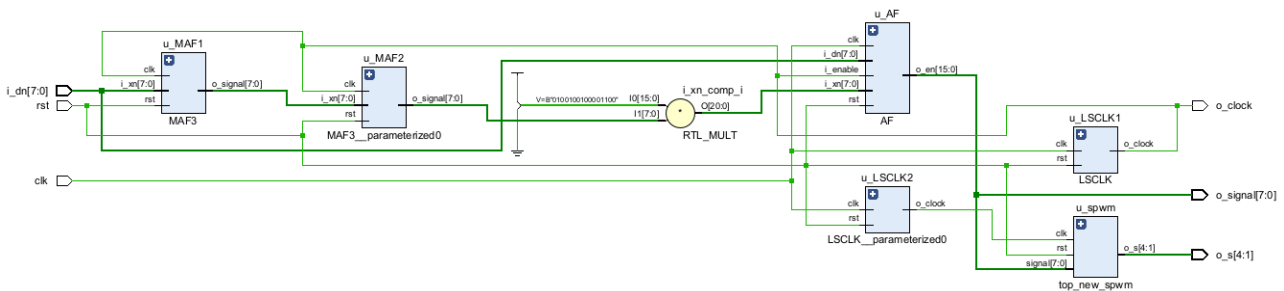 i_dn[7:0]
rst
clk
u_MAF1
clk
i_xn[7:0]
rst
o_signal[7:0]
MAF3
u_MAF2
clk
i_xn[7:0]
rst
o_signal[7:0]
MAF3__parameterized0
V=B"0100100100001100"
i_xn_comp_i
I0[15:0]
I1[7:0]
O[20:0]
*
RTL_MULT
u_AF
clk
i_dn[7:0]
i_enable
i_xn[7:0]
rst
o_en[15:0]
AF
u_LSCLK2
clk
rst
o_clock
LSCLK__parameterized0
u_LSCLK1
clk
rst
o_clock
LSCLK
u_spwm
clk
rst
signal[7:0]
o_s[4:1]
top_new_spwm
o_clock
o_signal[7:0]
o_s[4:1]